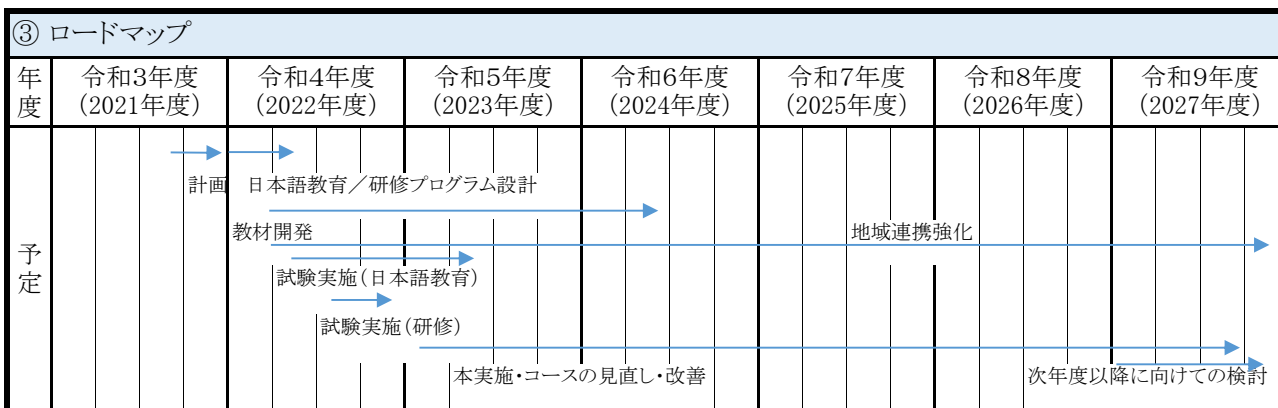 ③ ロードマップ
年度
令和3年度
(2021年度)
令和4年度
(2022年度)
令和5年度
(2023年度)
令和6年度
(2024年度)
令和7年度
(2025年度)
令和8年度
(2026年度)
令和9年度
(2027年度)
予定
計画
日本語教育／研修プログラム設計
教材開発
地域連携強化
試験実施(日本語教育)
試験実施(研修)
本実施・コースの見直し・改善
次年度以降に向けての検討